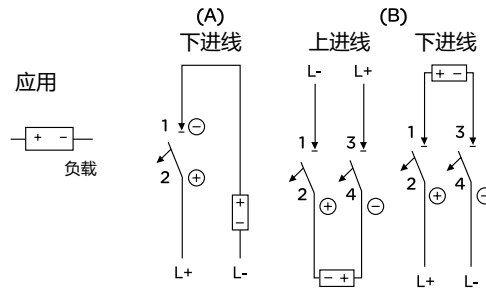 (A) (B)
下进线 上进线 下进线
L- L+
+ -
应用
1 - 1 3 1 3
+ -
负载
2 + 2 + 4 - 2 + 4 -
+ -
- +
L+ L- L+ L-